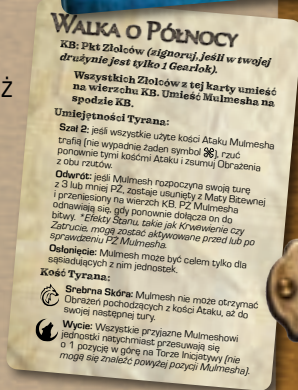 Walka o Północy
KB: Pkt Złolców (zignoruj, jeśli w twojej
drużynie jest tylko 1 Gearlok).
Wszystkich Złolców z tej karty umieść
na wierzchu KB. Umieść Mulmesha na
spodzie KB.
Umiejętności Tyrana:
Szał 2: jeśli wszystkie użyte kości Ataku Mulmesha
trafią (nie wypadnie żaden symbol ⌘), rzuć
ponownie tymi kośćmi Ataku i zsumuj Obrażenia
z obu rzutów.
Odwrót: jeśli Mulmesh rozpoczyna swoją turę
z 3 lub mniej PŻ, zostaje usunięty z Maty Bitewnej
i przeniesiony na wierzch KB. PŻ Mulmesha
odnawiają się, gdy ponownie dołącza on do
bitwy. *Efekty Stanu, takie jak Krwawienie czy
Zatrucie, mogą zostać aktywowane przed lub po
sprawdzeniu PŻ Mulmesha.
Osłonięcie: Mulmesh może być celem tylko dla
sąsiadujących z nim jednostek.
Kość Tyrana:
Srebrna Skóra: Mulmesh nie może otrzymać
Obrażeń pochodzących z kości Ataku, aż do
swojej następnej tury.
Wycie: Wszystkie przyjazne Mulmeshowi
jednostki natychmiast przesuwają się
o 1 pozycję w górę na Torze Inicjatywy (nie
mogą się znaleźć powyżej pozycji Mulmesha).
Ż